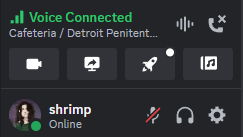 Voice Connected
Cafeteria / Detroit Penitent...
shrimp
Online